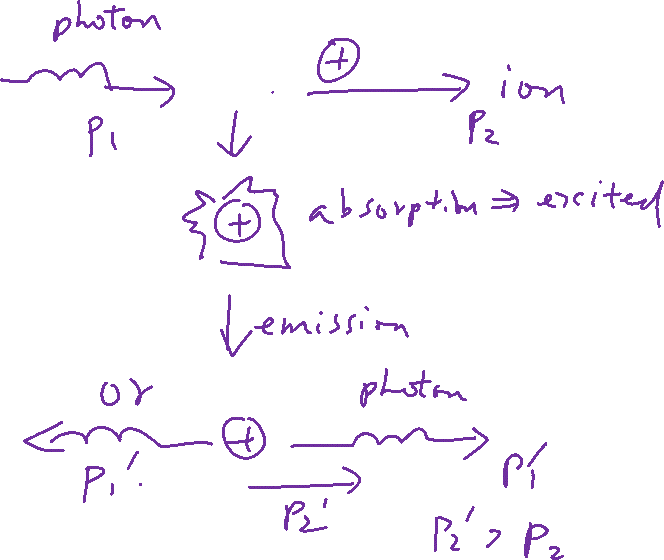 photon
+
ion
P1
P2
+ absorption ⇒ excited
emission
or
photon
+
P1'.
P1'
P2'
P2' > P2